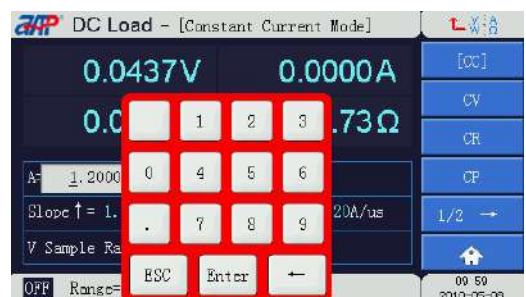 DC Load - [Constant Current Mode]
0.0437V 0.0000A
[CC]
CV
0.0 .73Ω
CR
1 2 3
A= 1.2000 0 4 5 6
CP
Slope↑= 1. . 7 8 9 20A/us
1/2 →
V Sample Ra
ESC Enter ←
OFF Range=
09 59